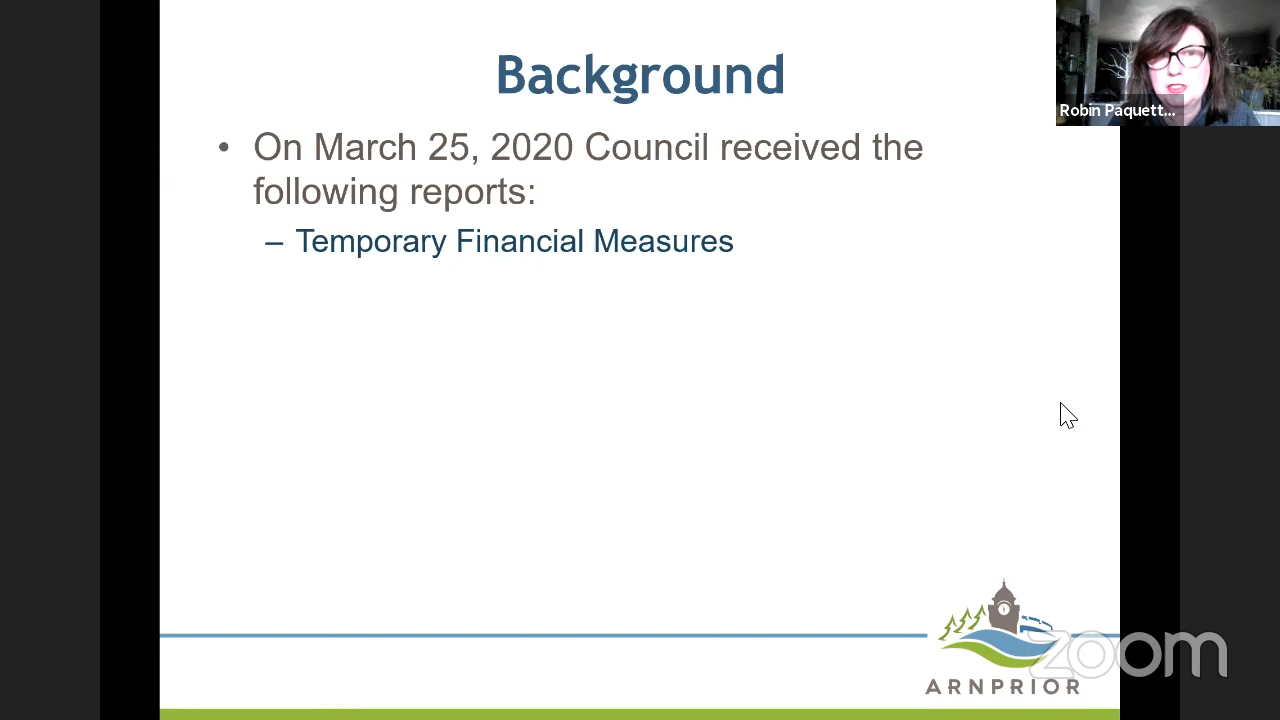 Background
Robin Paquett...
• On March 25, 2020 Council received the
following reports:
– Temporary Financial Measures
zoom
ARNPRIOR